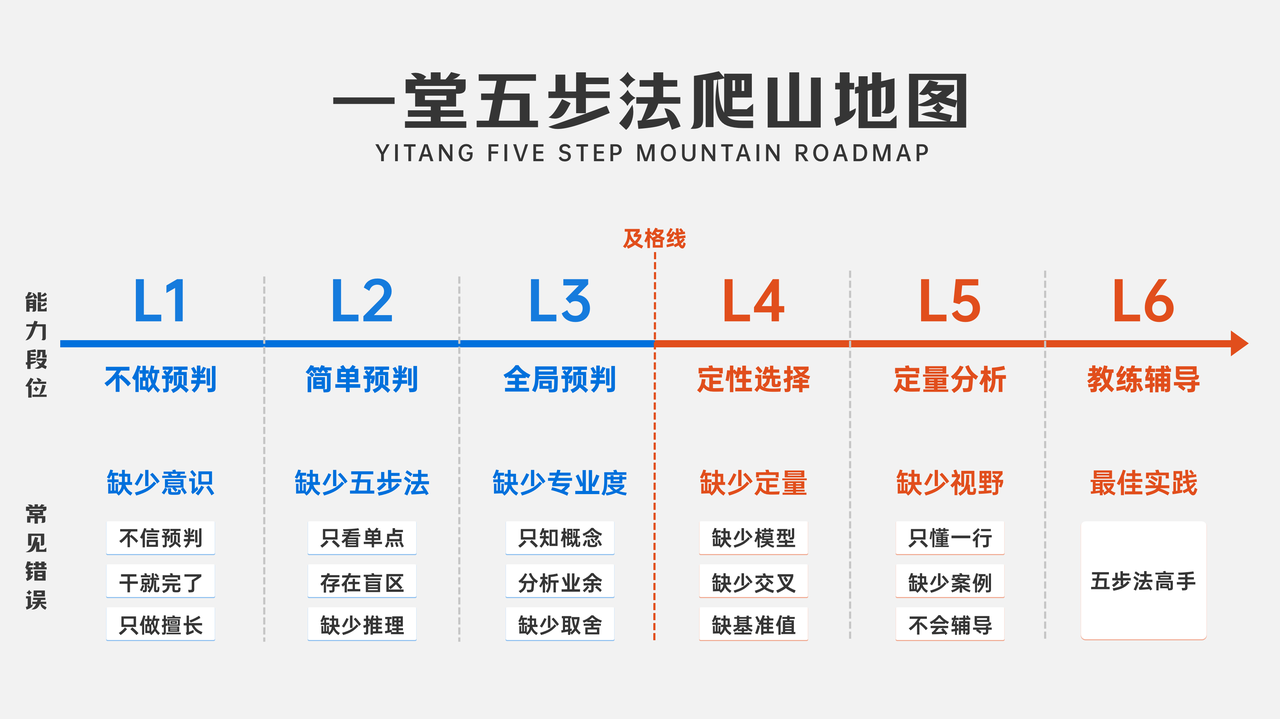 一堂五步法爬山地图
YITANG FIVE STEP MOUNTAIN ROADMAP
及格线
能力段位
L1
L2
L3
L4
L5
L6
不做预判
简单预判
全局预判
定性选择
定量分析
教练辅导
常见错误
缺少意识
缺少五步法
缺少专业度
缺少定量
缺少视野
最佳实践
不信预判
只看单点
只知概念
缺少模型
只懂一行
干就完了
存在盲区
分析业余
缺少交叉
缺少案例
五步法高手
只做擅长
缺少推理
缺少取舍
缺基准值
不会辅导